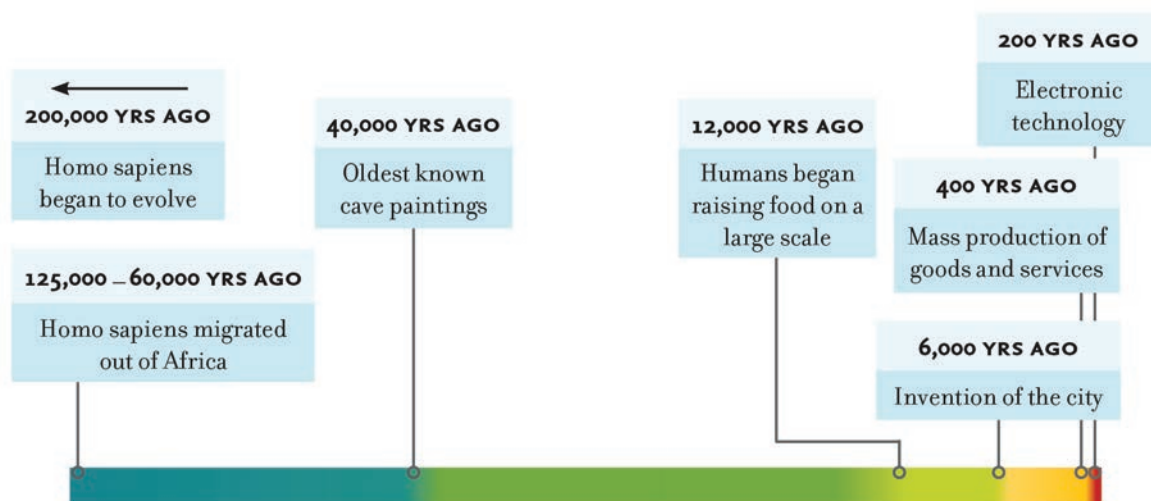 200,000 YRS AGO
Homo sapiens
began to evolve
125,000 – 60,000 YRS AGO
Homo sapiens migrated
out of Africa
40,000 YRS AGO
Oldest known
cave paintings
12,000 YRS AGO
Humans began
raising food on a
large scale
200 YRS AGO
Electronic
technology
400 YRS AGO
Mass production of
goods and services
6,000 YRS AGO
Invention of the city